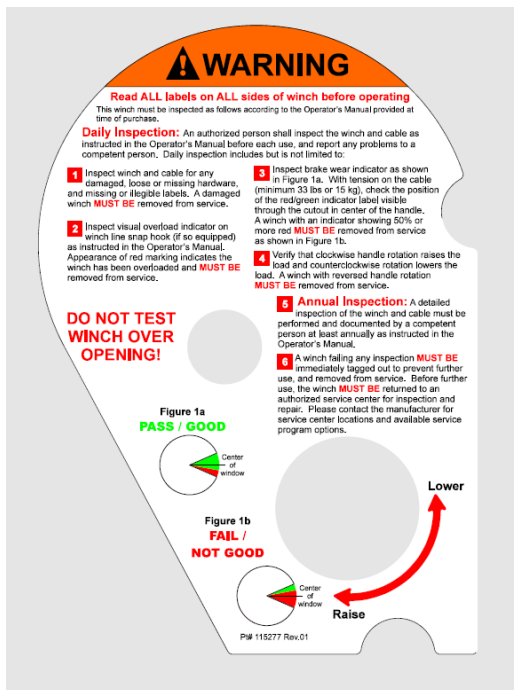 WARNING
Read ALL labels on ALL sides of winch before operating
This winch must be inspected as follows according to the Operator's Manual provided at
time of purchase.
Daily Inspection: An authorized person shall inspect the winch and cable as
instructed in the Operator's Manual before each use, and report any problems to a
competent person. Daily inspection includes but is not limited to:
1 Inspect winch and cable for any
damaged, loose or missing hardware,
and missing or illegible labels. A damaged
winch MUST BE removed from service.
2 Inspect visual overload indicator on
winch line snap hook (if so equipped)
as instructed in the Operator's Manual.
Appearance of red marking indicates the
winch has been overloaded and MUST BE
removed from service.
3 Inspect brake wear indicator as shown
in Figure 1a. With tension on the cable
(minimum 33 lbs or 15 kg), check the position
of the red/green indicator label visible
through the cutout in center of the handle.
A winch with an indicator showing 50% or
more red MUST BE removed from service
as shown in Figure 1b.
4 Verify that clockwise handle rotation raises the
load and counterclockwise rotation lowers the
load. A winch with reversed handle rotation
MUST BE removed from service.
5 Annual Inspection: A detailed
inspection of the winch and cable must be
performed and documented by a competent
person at least annually as instructed in the
Operator's Manual.
6 A winch failing any inspection MUST BE
immediately tagged out to prevent further
use, and removed from service. Before further
use, the winch MUST BE returned to an
authorized service center for inspection and
repair. Please contact the manufacturer for
service center locations and available service
program options.
DO NOT TEST
WINCH OVER
OPENING!
Figure 1a
PASS / GOOD
Center
of
window
Figure 1b
FAIL /
NOT GOOD
Center
of
window
Lower
Raise
Pt# 115277 Rev.01